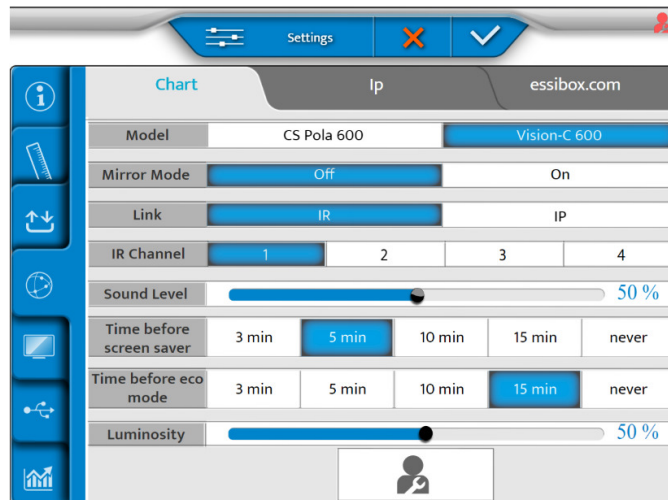 Settings
Chart Ip essibox.com
Model CS Pola 600 Vision-C 600
Mirror Mode Off On
Link IR IP
IR Channel 1 2 3 4
Sound Level 50 %
Time before
screen saver 3 min 5 min 10 min 15 min never
Time before eco
mode 3 min 5 min 10 min 15 min never
Luminosity 50 %